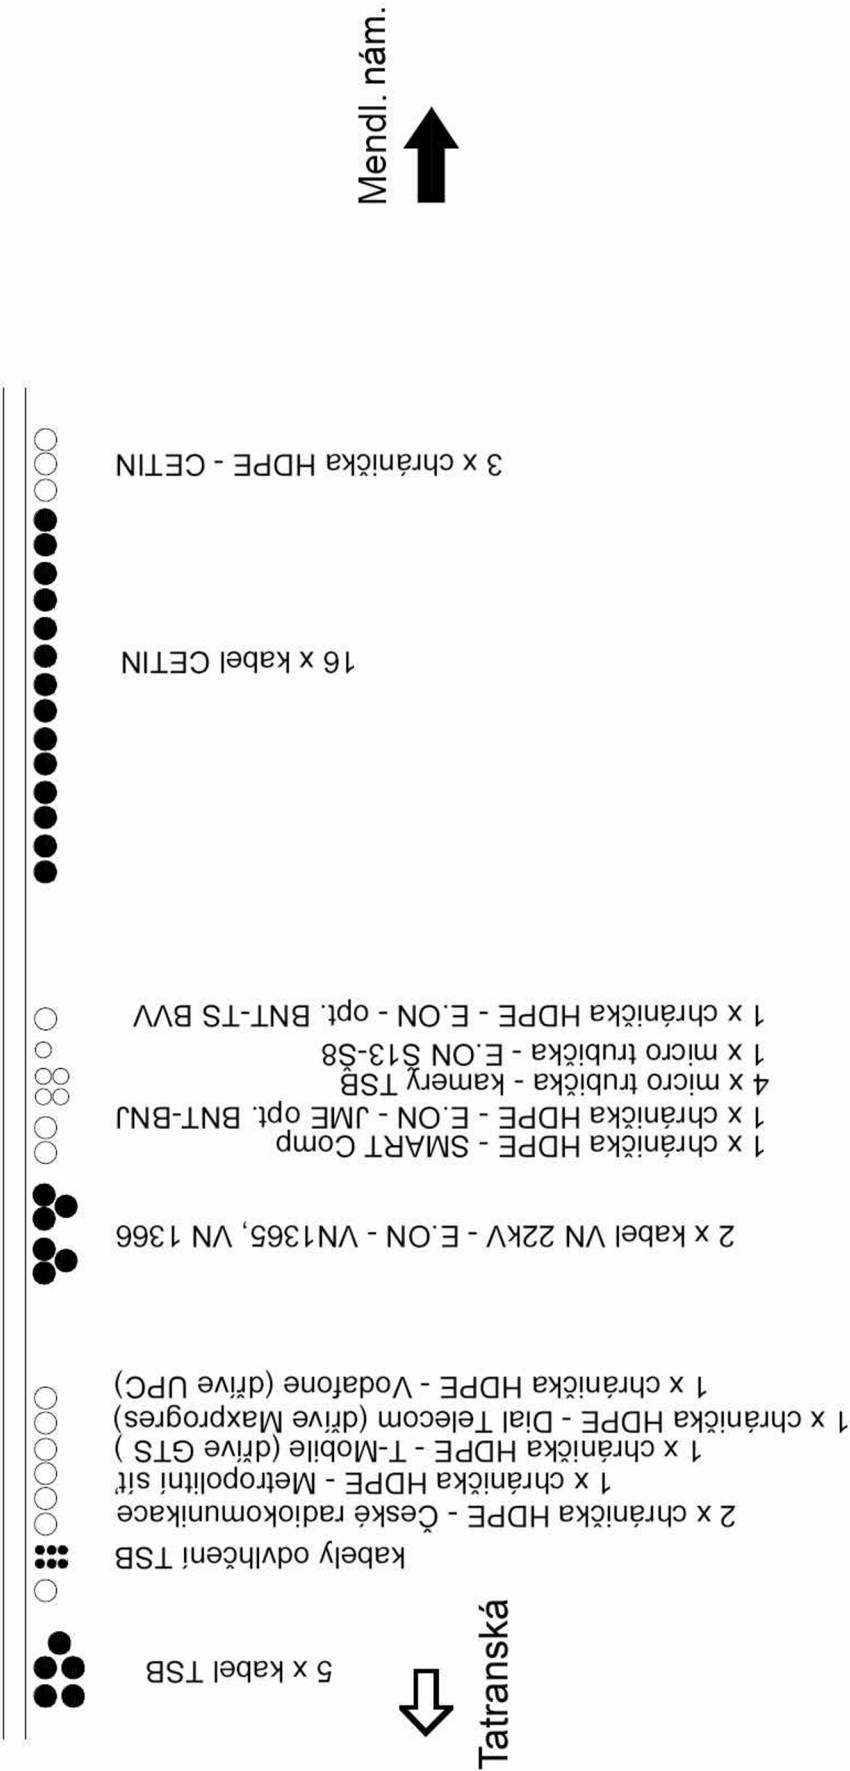 Tatranská
5 x kabel TSB
kabely odvlhčení TSB
2 x chránička HDPE - České radiokomunikace
1 x chránička HDPE - Metropolitní síť
1 x chránička HDPE - T-Mobile (dříve GTS )
1 x chránička HDPE - Dial Telecom (dříve Maxprogres)
1 x chránička HDPE - Vodafone (dříve UPC)
2 x kabel VN 22kV - E.ON - VN1365, VN 1366
1 x chránička HDPE - SMART Comp
1 x chránička HDPE - E.ON - JME opt. BNT-BNJ
4 x micro trubička - kamery TSB
1 x micro trubička - E.ON Š13-Š8
1 x chránička HDPE - E.ON - opt. BNT-TS BVV
16 x kabel CETIN
3 x chránička HDPE - CETIN
Mendl. nám.